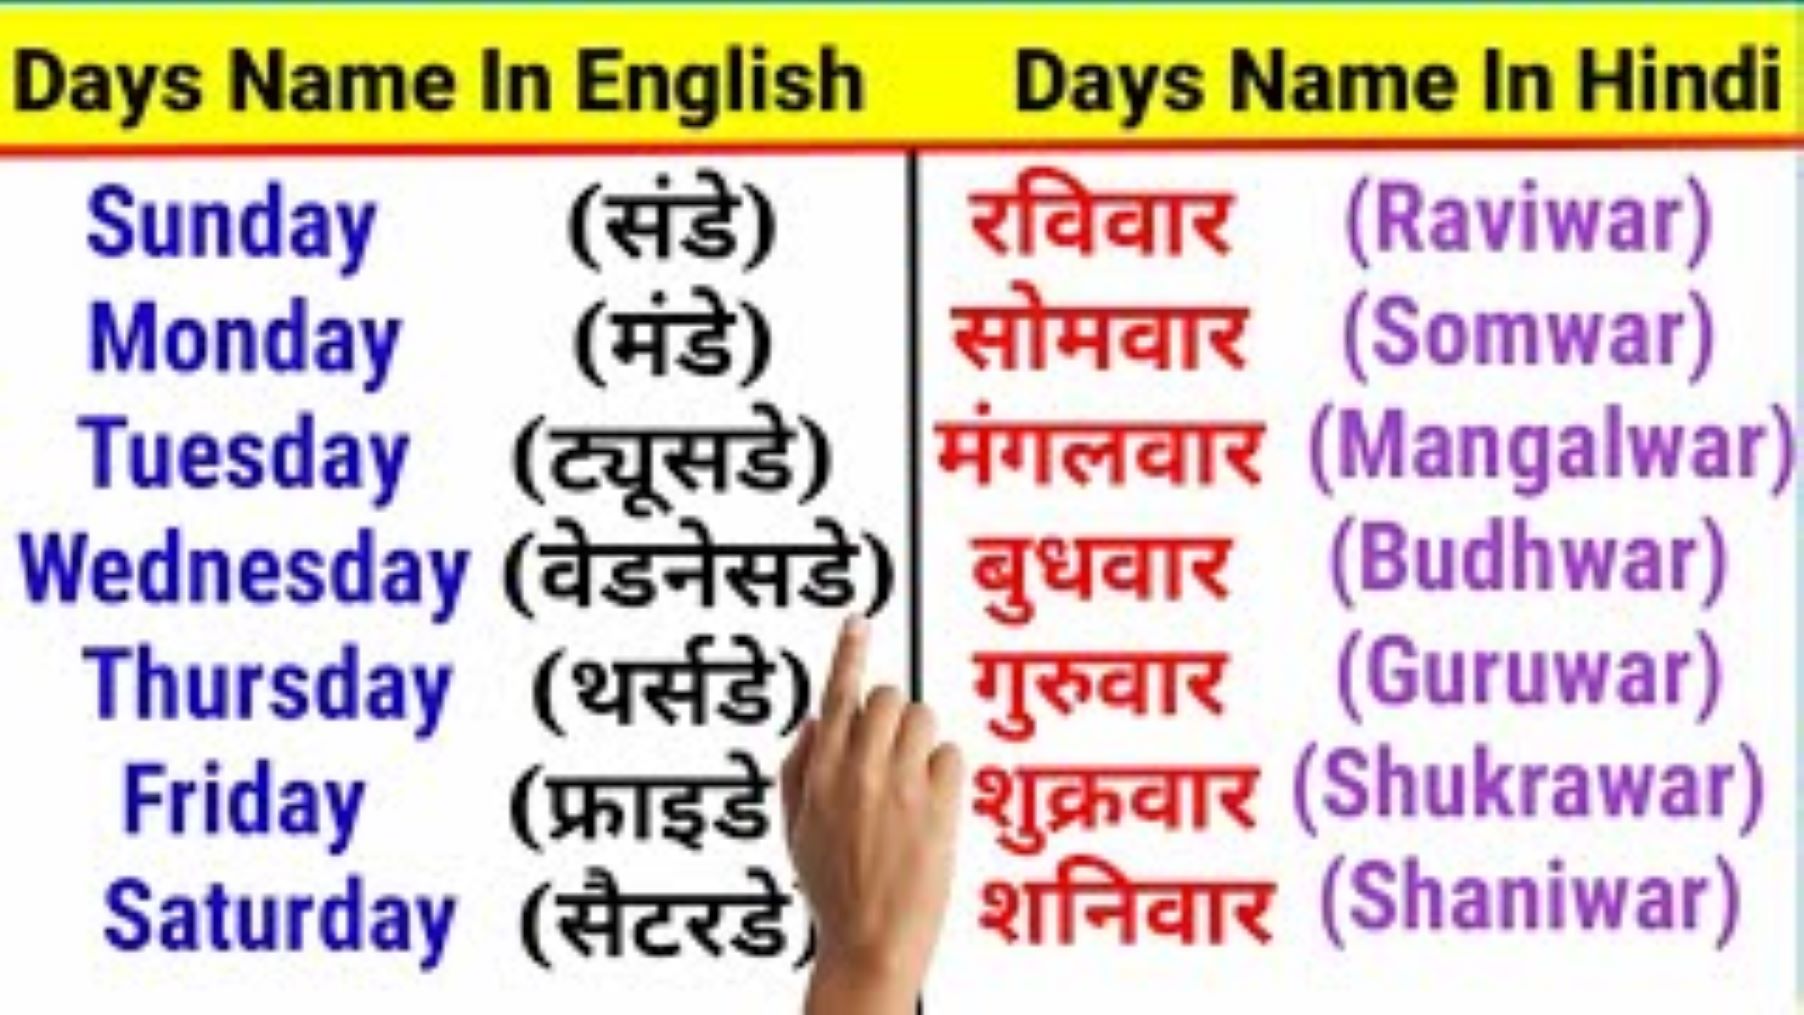 Days Name In English Days Name In Hindi
Sunday (संडे) रविवार (Raviwar)
Monday (मंडे) सोमवार (Somwar)
Tuesday (ट्यूसडे) मंगलवार (Mangalwar)
Wednesday (वेडनेसडे) बुधवार (Budhwar)
Thursday (थर्सडे) गुरुवार (Guruwar)
Friday (फ्राइडे शुक्रवार (Shukrawar)
Saturday (सैटरडे) शनिवार (Shaniwar)